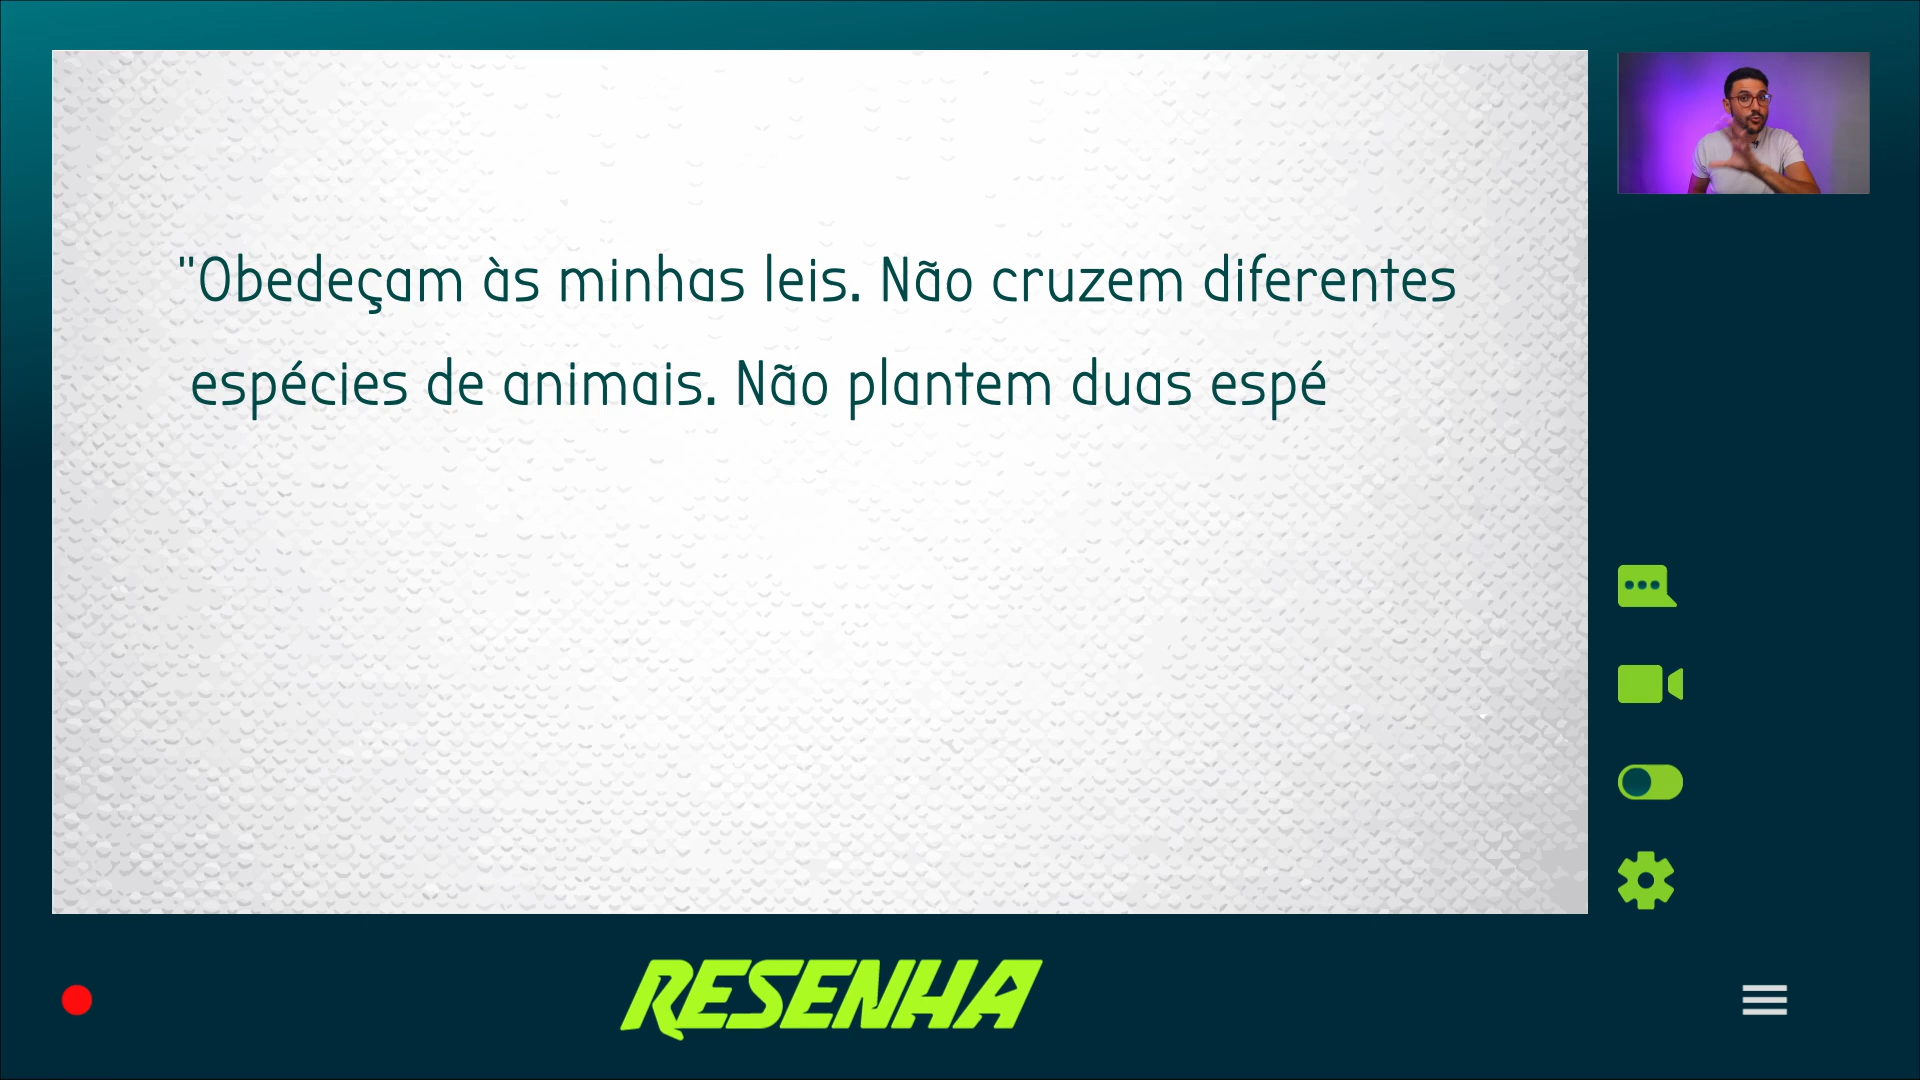 "Obedeçam às minhas leis. Não cruzem diferentes
espécies de animais. Não plantem duas espé
RESENHA